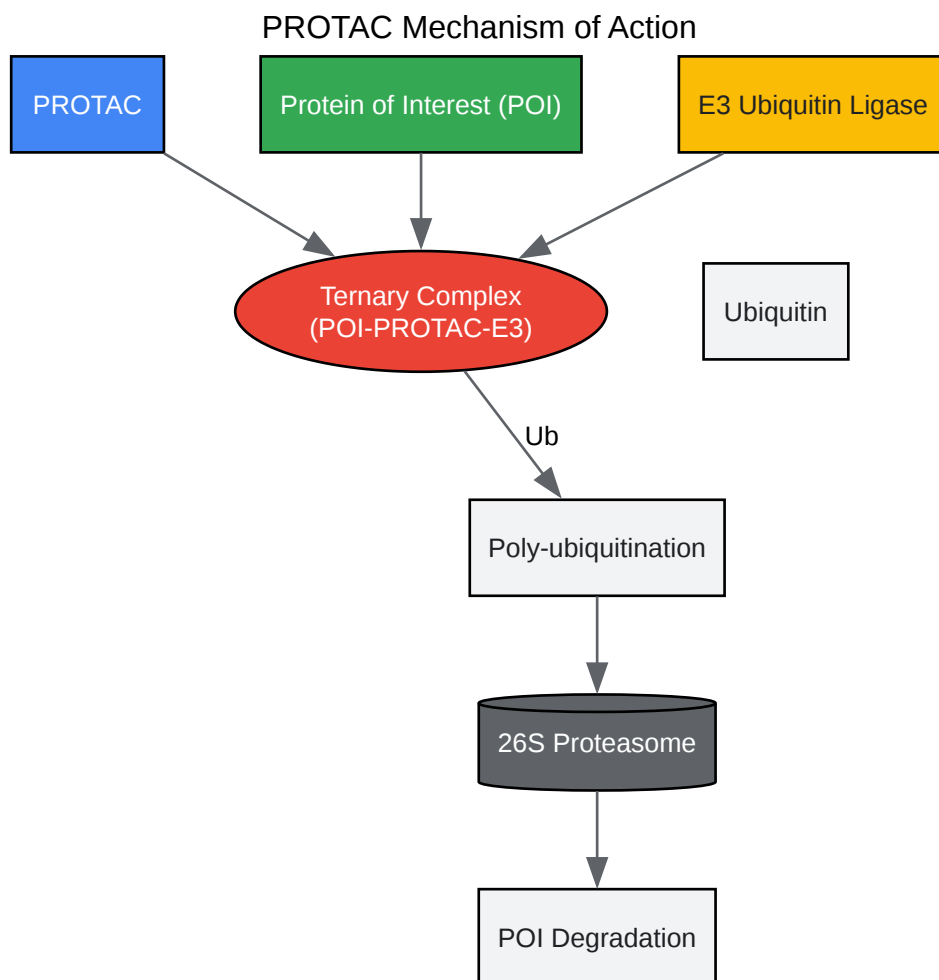 PROTAC Mechanism of Action
PROTAC
Protein of Interest (POI)
E3 Ubiquitin Ligase
Ternary Complex
(POI-PROTAC-E3)
Ubiquitin
Ub
Poly-ubiquitination
26S Proteasome
POI Degradation